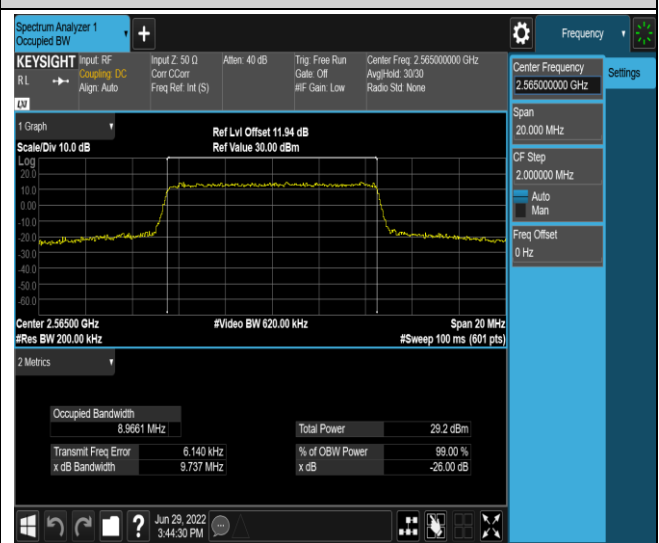 Spectrum Analyzer 1
Occupied BW
Frequency
KEYSIGHT
RL
LXI
Input: RF
Coupling: DC
Align: Auto
Input Z: 50 Ω
Corr CCorr
Freq Ref: Int (S)
Atten: 40 dB
Trig: Free Run
Gate: Off
#IF Gain: Low
Center Freq: 2.565000000 GHz
Avg|Hold: 30/30
Radio Std: None
Center Frequency
2.565000000 GHz
Settings
Span
20.000 MHz
CF Step
2.000000 MHz
Auto
Man
Freq Offset
0 Hz
1 Graph
Scale/Div 10.0 dB
Ref Lvl Offset 11.94 dB
Ref Value 30.00 dBm
Log
20.0
10.0
0.00
-10.0
-20.0
-30.0
-40.0
-50.0
-60.0
Center 2.56500 GHz
#Res BW 200.00 kHz
#Video BW 620.00 kHz
Span 20 MHz
#Sweep 100 ms (601 pts)
2 Metrics
Occupied Bandwidth
8.9661 MHz
Total Power 29.2 dBm
Transmit Freq Error 6.140 kHz
% of OBW Power 99.00 %
x dB Bandwidth 9.737 MHz
x dB -26.00 dB
?
Jun 29, 2022
3:44:30 PM